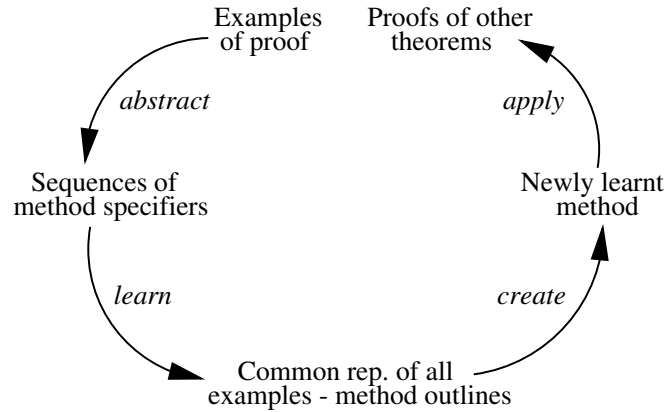 Examples
of proof
Proofs of other
theorems
abstract
apply
Sequences of
method specifiers
Newly learnt
method
learn
create
Common rep. of all
examples - method outlines